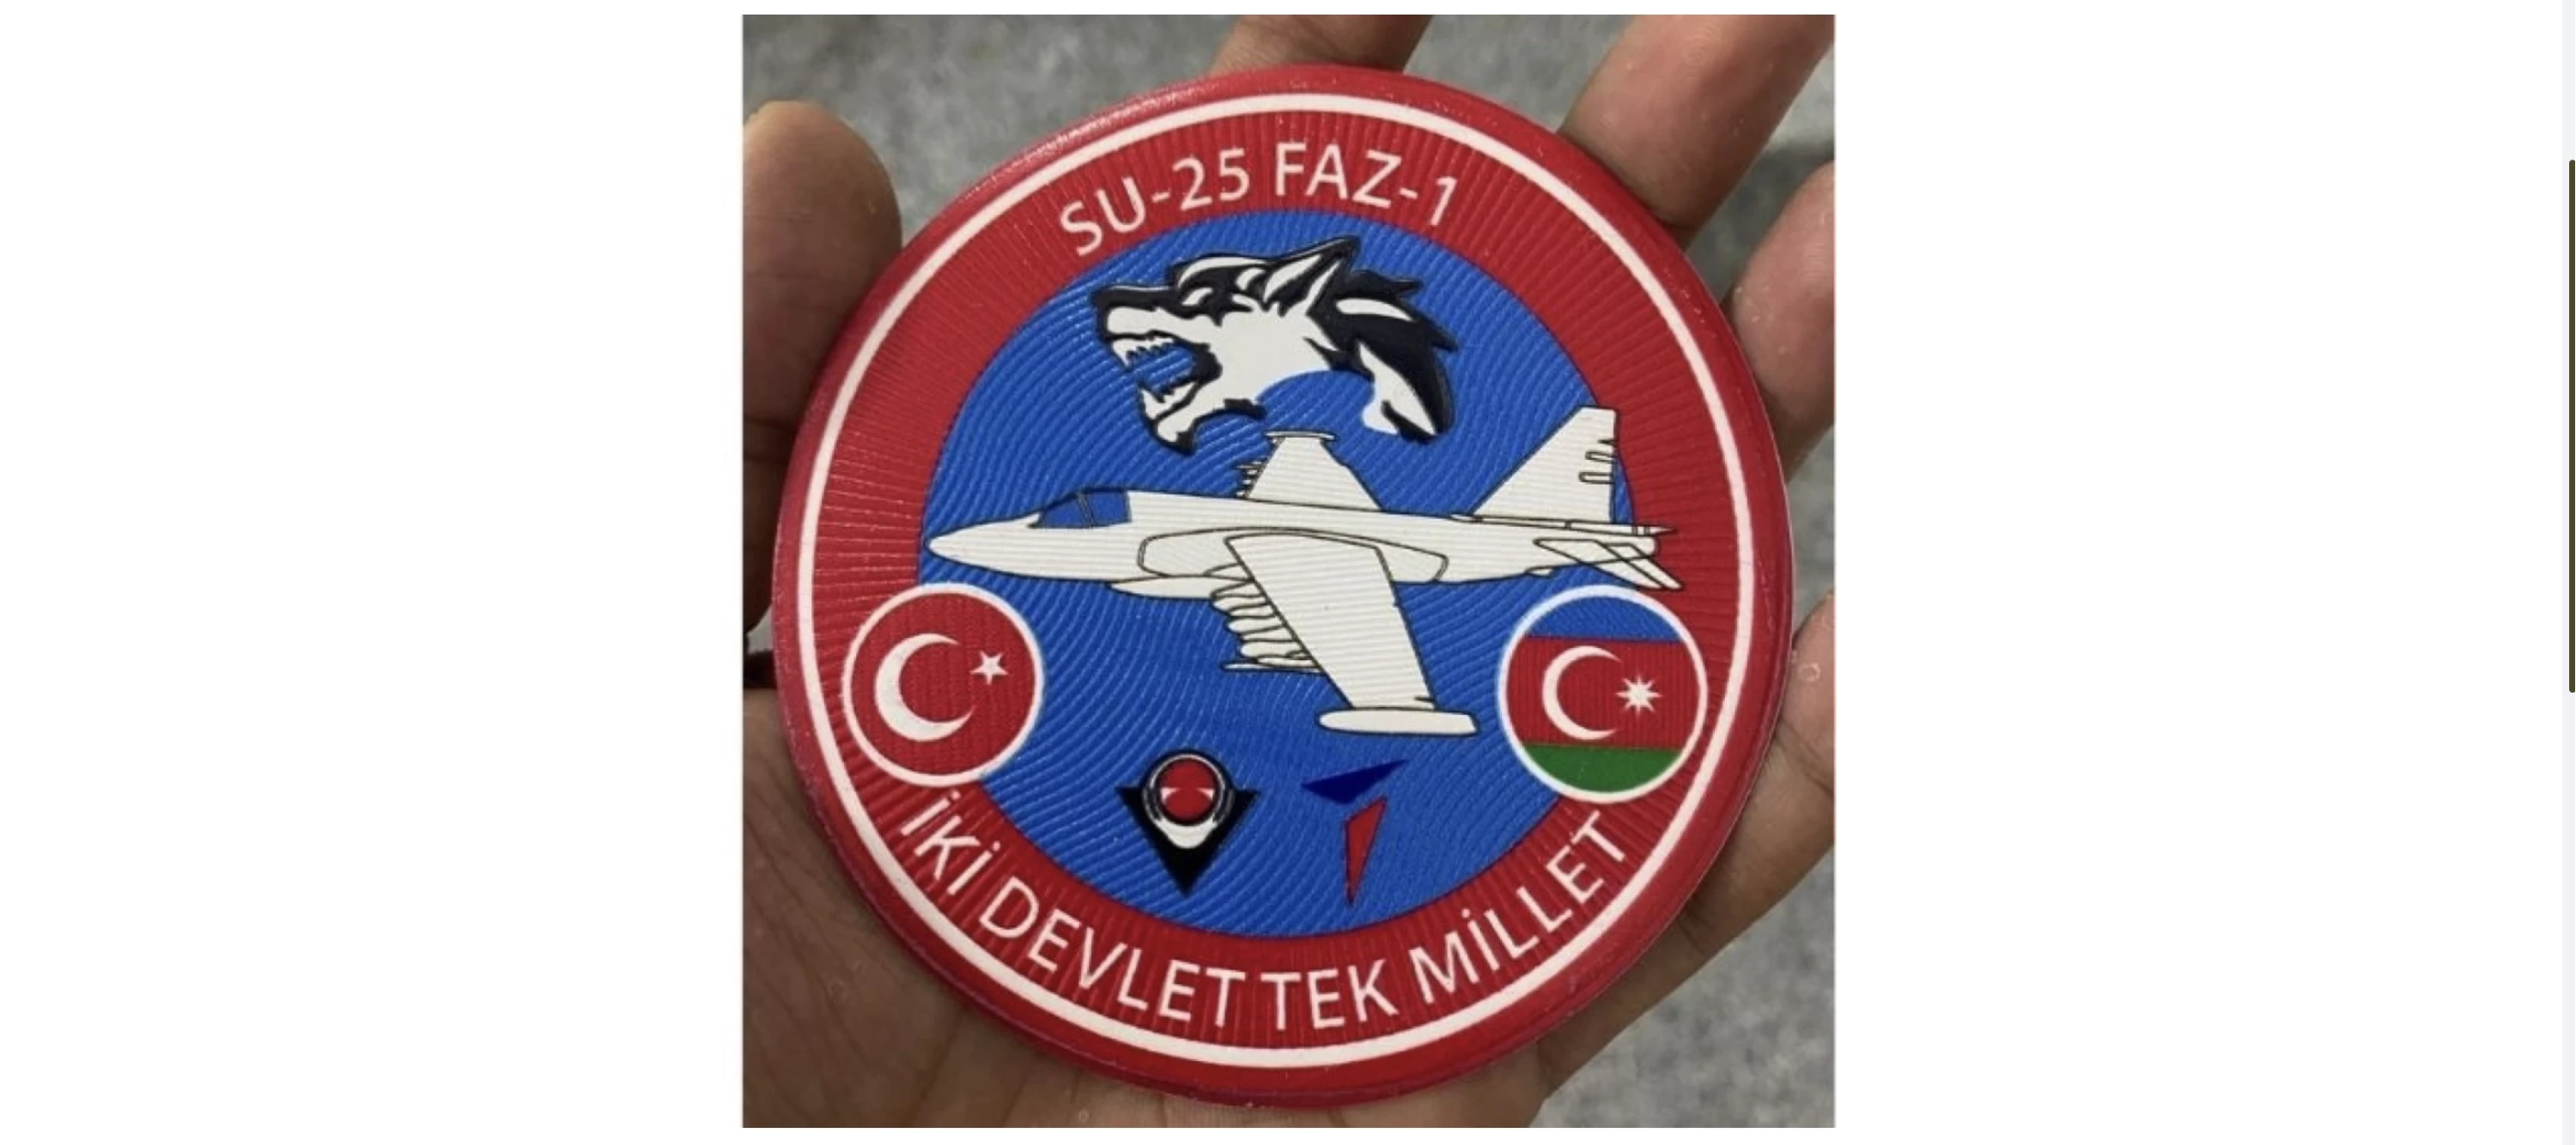 SU-25 FAZ-1
İKİ DEVLET TEK MİLLET